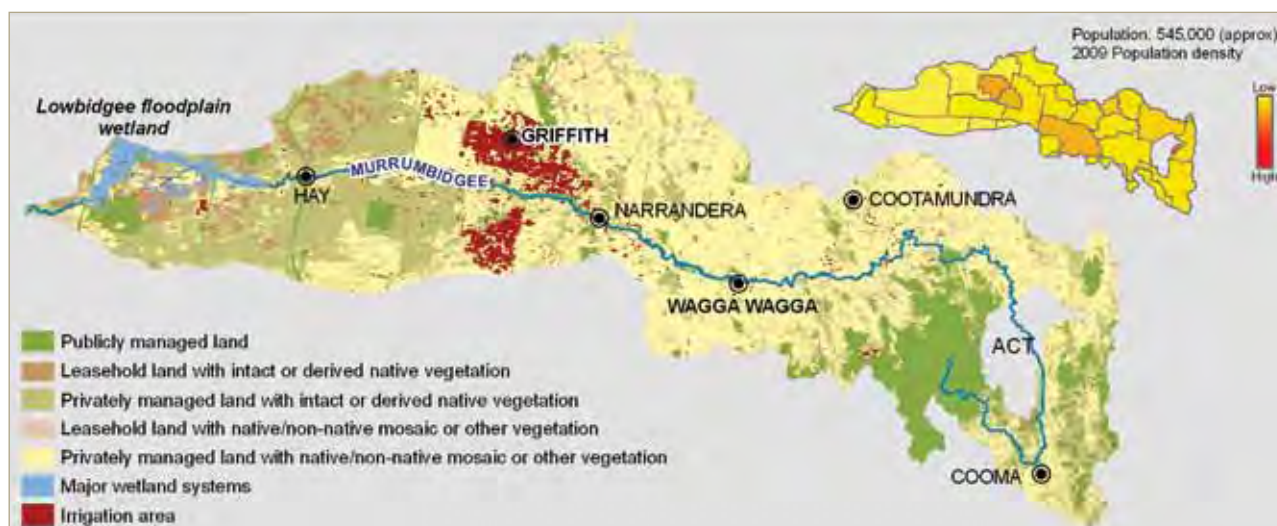 Population: 545,000 (approx)
2009 Population density
Low
High
Lowbidgee floodplain
wetland
GRIFFITH
MURRUMBIDGEE
HAY
NARRANDERA
COOTAMUNDRA
WAGGA WAGGA
ACT
COOMA
Publicly managed land
Leasehold land with intact or derived native vegetation
Privately managed land with intact or derived native vegetation
Leasehold land with native/non-native mosaic or other vegetation
Privately managed land with native/non-native mosaic or other vegetation
Major wetland systems
Irrigation area